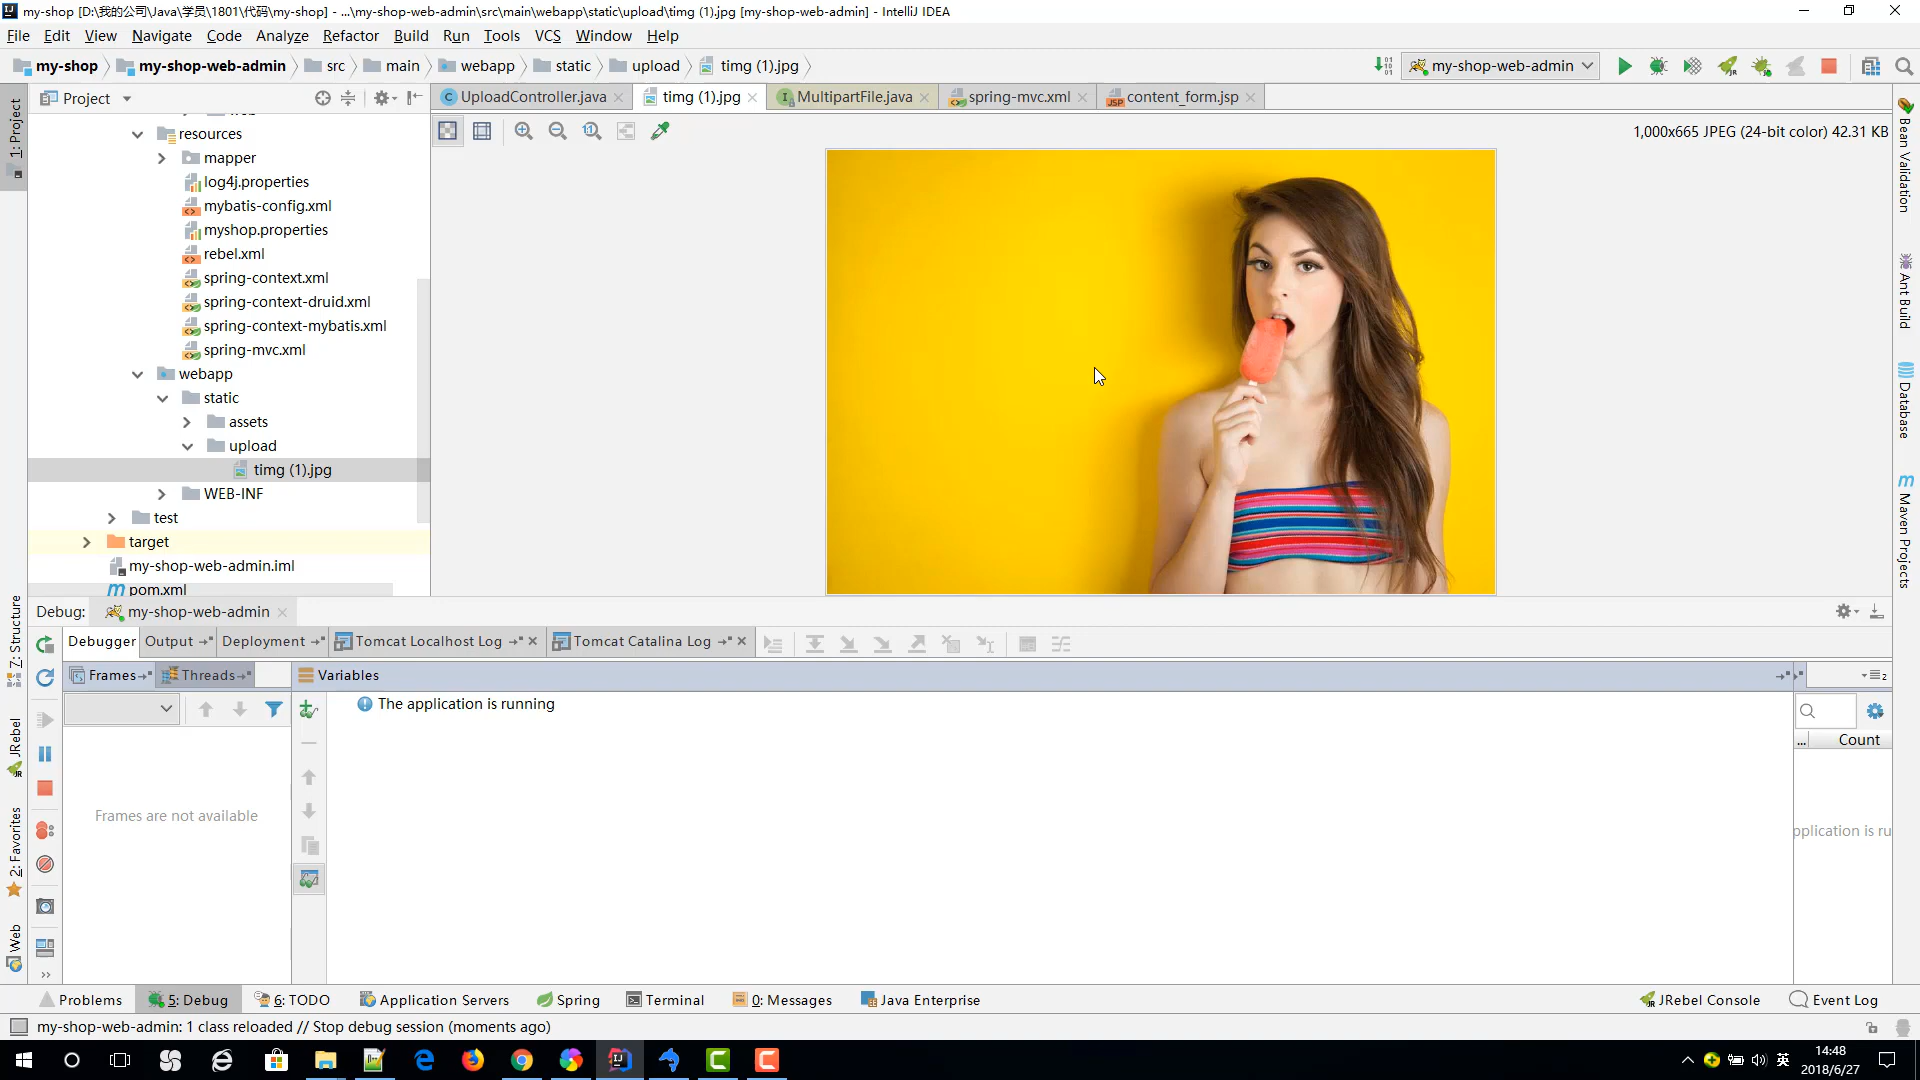 my-shop [D:\我的公司\Java\学员\1801\代码\my-shop] - ...\my-shop-web-admin\src\main\webapp\static\upload\timg (1).jpg [my-shop-web-admin] - IntelliJ IDEA
File Edit View Navigate Code Analyze Refactor Build Run Tools VCS Window Help
my-shop my-shop-web-admin src main webapp static upload timg (1).jpg my-shop-web-admin
1: Project
Project
UploadController.java timg (1).jpg MultipartFile.java spring-mvc.xml content_form.jsp
1,000x665 JPEG (24-bit color) 42.31 KB
resources
mapper
log4j.properties
mybatis-config.xml
myshop.properties
rebel.xml
spring-context.xml
spring-context-druid.xml
spring-context-mybatis.xml
spring-mvc.xml
webapp
static
assets
upload
timg (1).jpg
WEB-INF
test
target
my-shop-web-admin.iml
pom.xml
Bean Validation
Ant Build
Database
Maven Projects
7: Structure
JRebel
2: Favorites
Web
Debug: my-shop-web-admin
Debugger Output Deployment Tomcat Localhost Log Tomcat Catalina Log
Frames Threads Variables
The application is running
Frames are not available
... Count
pplication is ru
Problems 5: Debug 6: TODO Application Servers Spring Terminal 0: Messages Java Enterprise JRebel Console Event Log
my-shop-web-admin: 1 class reloaded // Stop debug session (moments ago)
英
14:48
2018/6/27